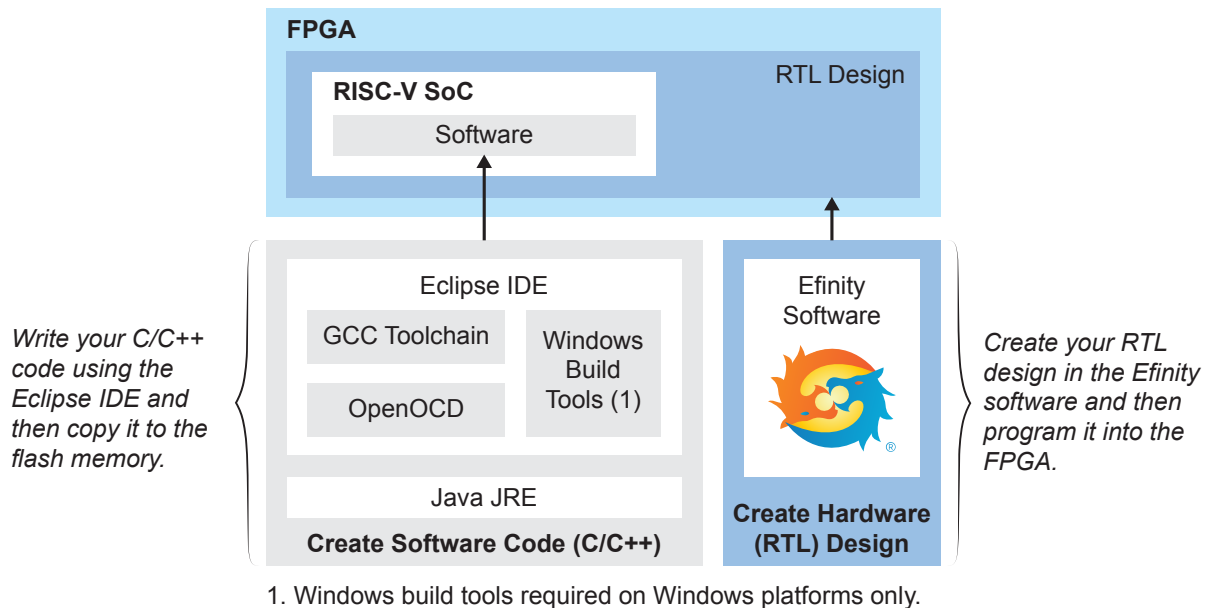 FPGA
RTL Design
RISC-V SoC
Software
Write your C/C++
code using the
Eclipse IDE and
then copy it to the
flash memory.
Eclipse IDE
GCC Toolchain
OpenOCD
Windows
Build
Tools (1)
Java JRE
Create Software Code (C/C++)
Efinity
Software
®
Create Hardware
(RTL) Design
Create your RTL
design in the Efinity
software and then
program it into the
FPGA.
1. Windows build tools required on Windows platforms only.